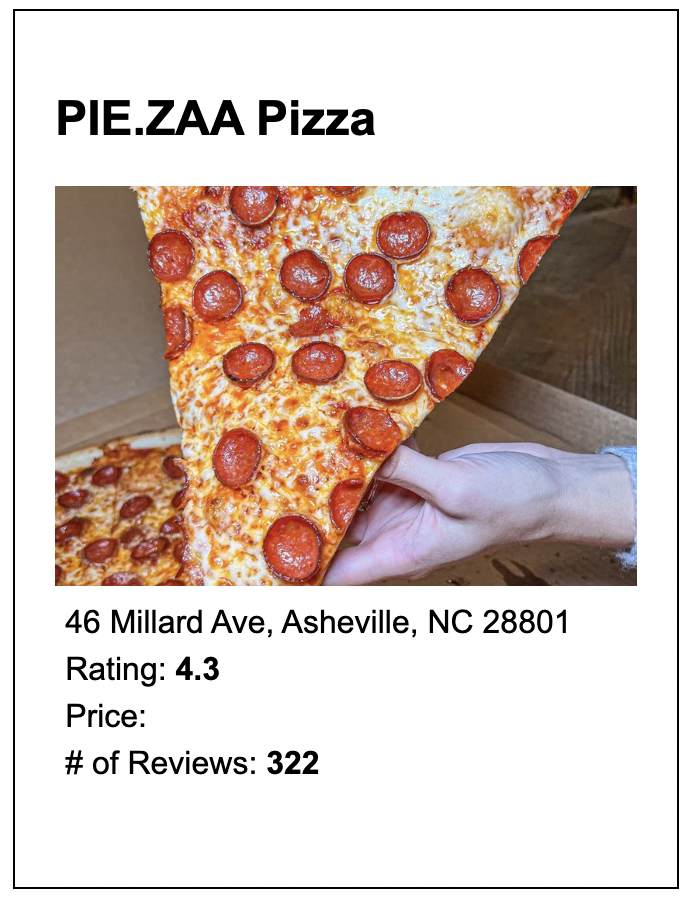 PIE.ZAA Pizza
46 Millard Ave, Asheville, NC 28801
Rating: 4.3
Price:
# of Reviews: 322